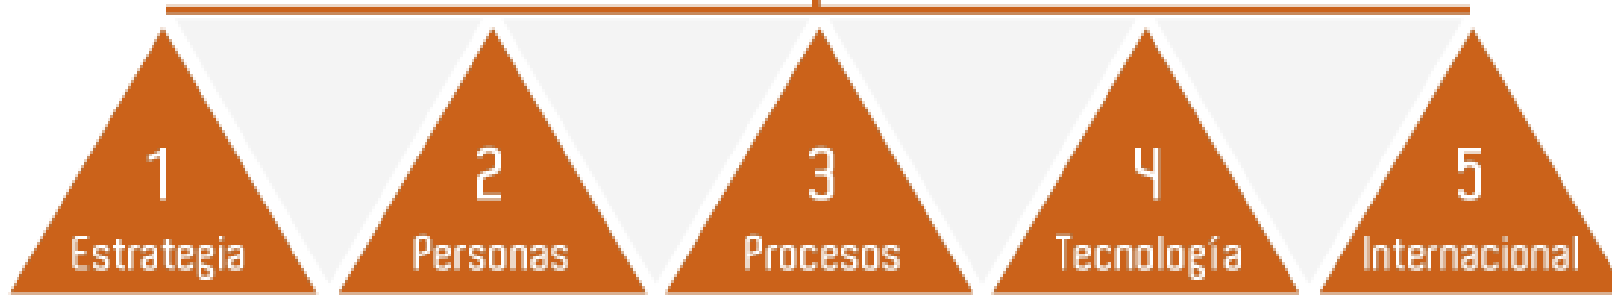 1
Estrategia
2
Personas
3
Procesos
4
Tecnología
5
Internacional